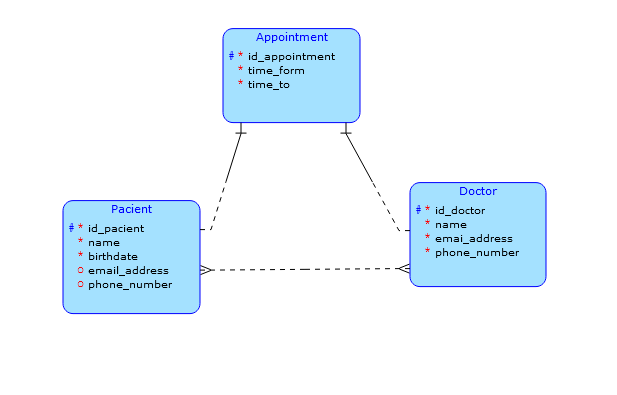 Appointment
# * id_appointment
* time_form
* time_to
Pacient
# * id_pacient
* name
* birthdate
o email_address
o phone_number
Doctor
# * id_doctor
* name
* emai_address
* phone_number